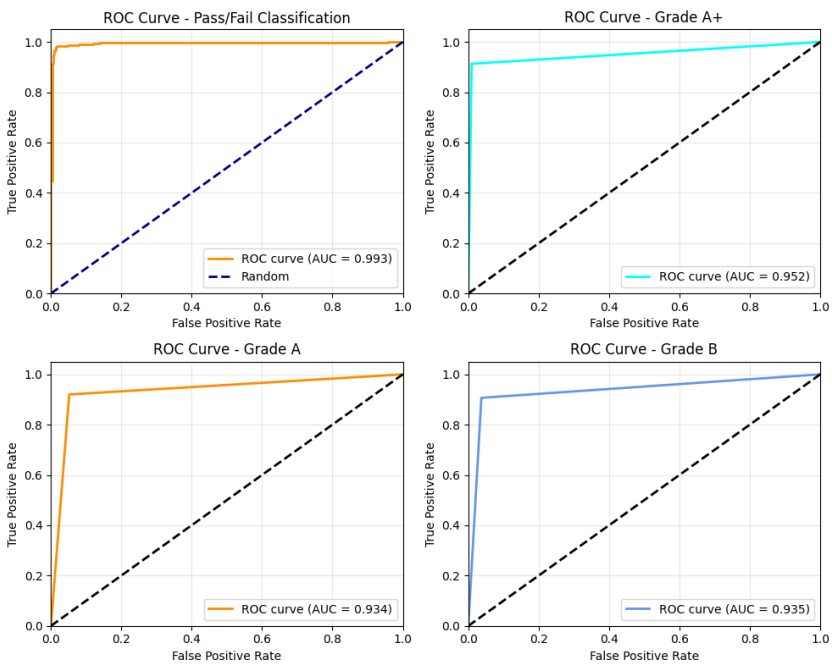 ROC Curve - Pass/Fail Classification
1.0
0.8
0.6
0.4
0.2
0.0
True Positive Rate
ROC curve (AUC = 0.993)
Random
0.0 0.2 0.4 0.6 0.8 1.0
False Positive Rate
ROC Curve - Grade A+
1.0
0.8
0.6
0.4
0.2
0.0
True Positive Rate
ROC curve (AUC = 0.952)
0.0 0.2 0.4 0.6 0.8 1.0
False Positive Rate
ROC Curve - Grade A
1.0
0.8
0.6
0.4
0.2
0.0
True Positive Rate
ROC curve (AUC = 0.934)
0.0 0.2 0.4 0.6 0.8 1.0
False Positive Rate
ROC Curve - Grade B
1.0
0.8
0.6
0.4
0.2
0.0
True Positive Rate
ROC curve (AUC = 0.935)
0.0 0.2 0.4 0.6 0.8 1.0
False Positive Rate